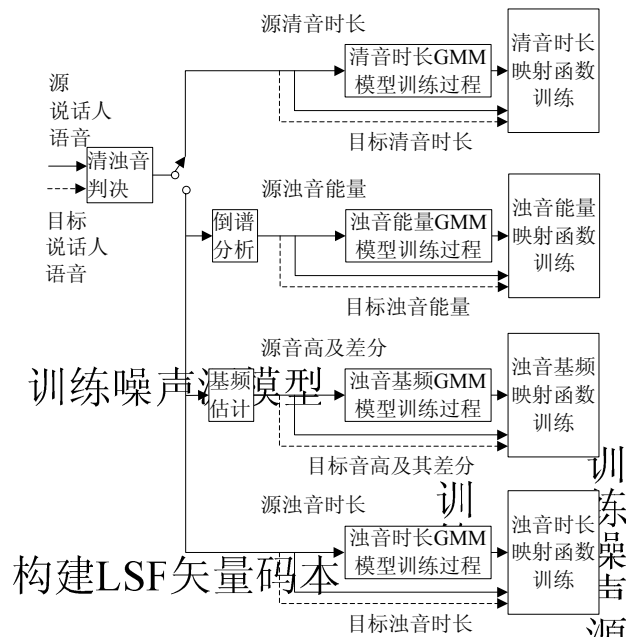 源清音时长
清音时长GMM
模型训练过程
清音时长
映射函数
训练
目标清音时长
源
说话人
语音
清浊音
判决
目标
说话人
语音
源浊音能量
倒谱
分析
浊音能量GMM
模型训练过程
浊音能量
映射函数
训练
目标浊音能量
源音高及差分
训练噪声源模型
基频
估计
浊音基频GMM
模型训练过程
浊音基频
映射函数
训练
目标音高及其差分
训
训练噪声源
源浊音时长
构建LSF矢量码本
浊音时长GMM
模型训练过程
浊音时长
映射函数
训练
目标浊音时长